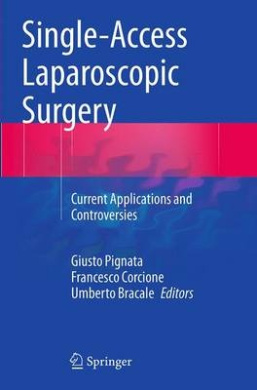 Single-Access
Laparoscopic
Surgery
Current Applications and
Controversies
Giusto Pignata
Francesco Corcione
Umberto Bracale Editors
Springer